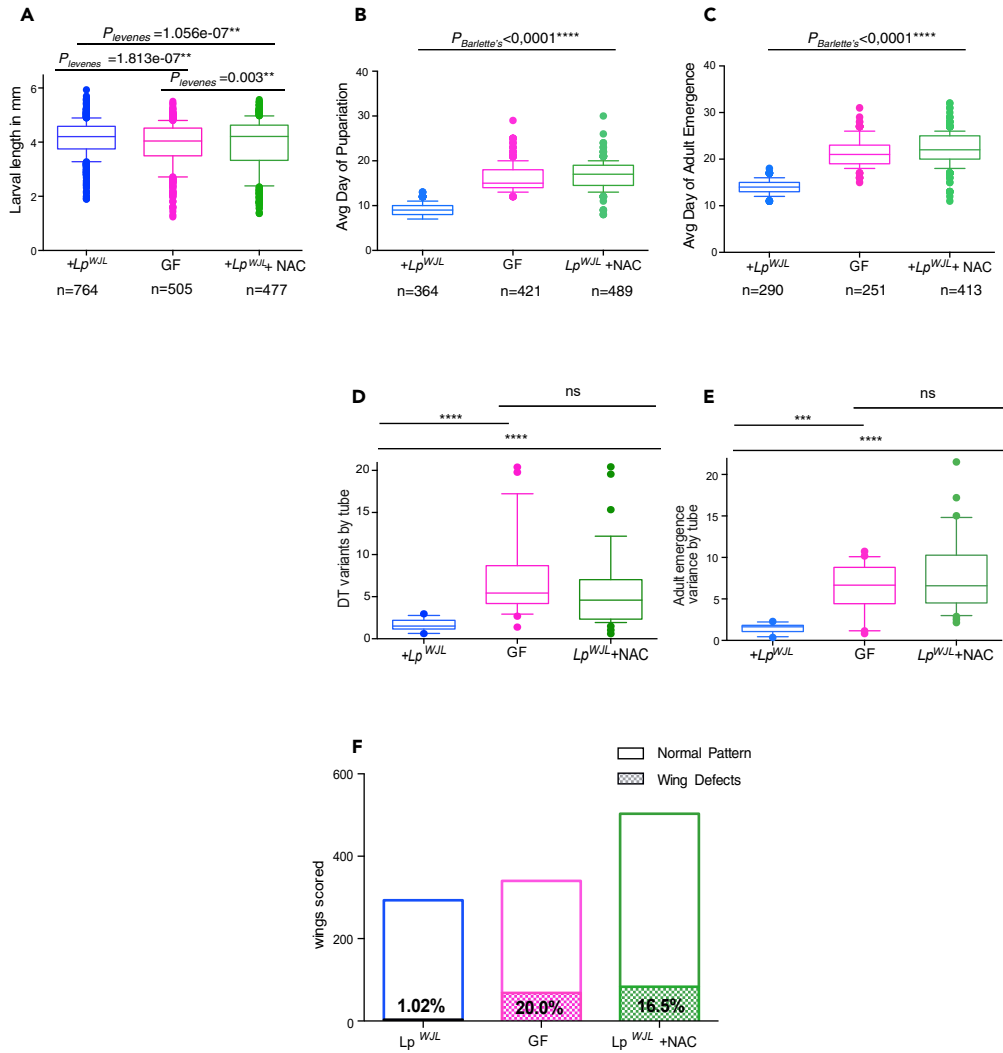 A
P levenes =1.056e-07**
P levenes =1.813e-07**
P levenes =0.003**
Larval length in mm
6
4
2
0
+Lp WJL
GF
+Lp WJL + NAC
n=764
n=505
n=477
B
P Barlette's <0,0001****
Avg Day of Pupariation
40
30
20
10
0
+Lp WJL
GF
Lp WJL +NAC
n=364
n=421
n=489
C
P Barlette's <0,0001****
Avg Day of Adult Emergence
40
30
20
10
0
+Lp WJL
GF
+Lp WJL + NAC
n=290
n=251
n=413
D
ns
****
****
DT variants by tube
20
15
10
5
0
+Lp WJL
GF
Lp WJL +NAC
E
ns
***
****
Adult emergence
variance by tube
20
15
10
5
0
+Lp WJL
GF
Lp WJL +NAC
F
Normal Pattern
Wing Defects
wings scored
600
400
200
0
1.02%
20.0%
16.5%
Lp WJL
GF
Lp WJL +NAC